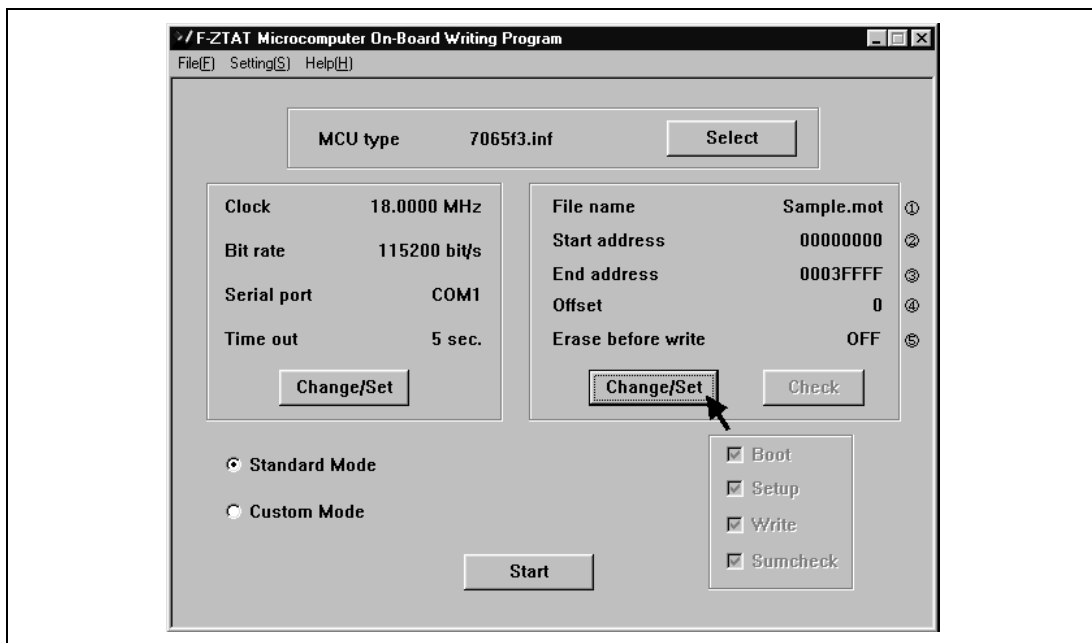 F-ZTAT Microcomputer On-Board Writing Program
File(F) Setting(S) Help(H)
MCU type 7065f3.inf Select
Clock 18.0000 MHz
Bit rate 115200 bit/s
Serial port COM1
Time out 5 sec.
Change/Set
File name Sample.mot ①
Start address 00000000 ②
End address 0003FFFF ③
Offset 0 ④
Erase before write OFF ⑤
Change/Set Check
Standard Mode
Custom Mode
Boot
Setup
Write
Sumcheck
Start